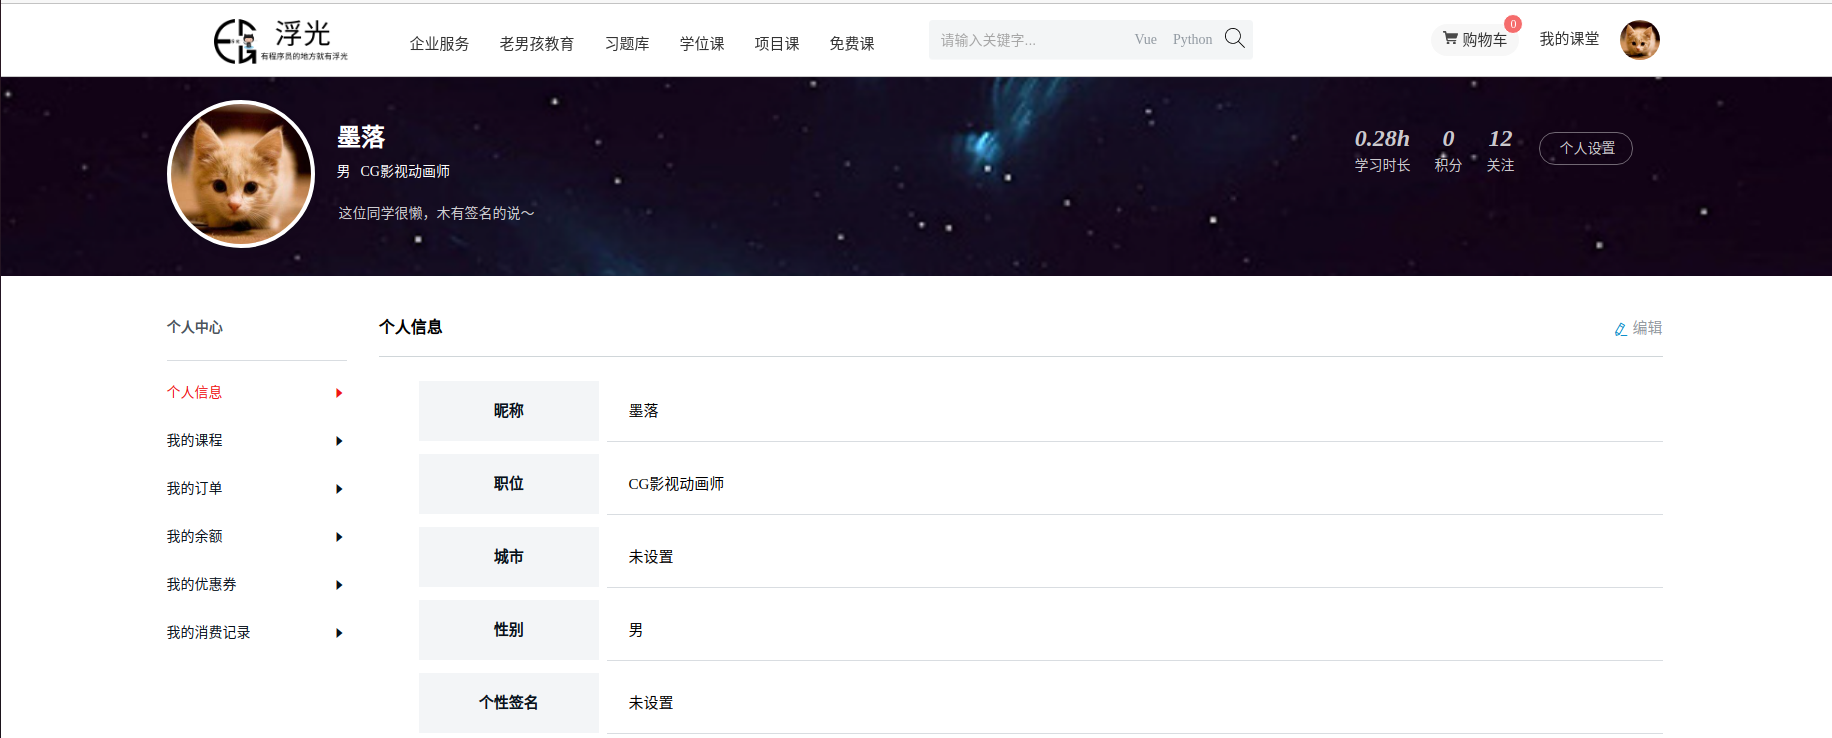 浮光
有程序员的地方就有浮光
企业服务 老男孩教育 习题库 学位课 项目课 免费课
请输入关键字... Vue Python
0
购物车 我的课堂
墨落
男 CG影视动画师
这位同学很懒，木有签名的说～
0.28h 0 12
学习时长 积分 关注
个人设置
个人中心
个人信息
我的课程
我的订单
我的余额
我的优惠券
我的消费记录
个人信息 编辑
昵称 墨落
职位 CG影视动画师
城市 未设置
性别 男
个性签名 未设置